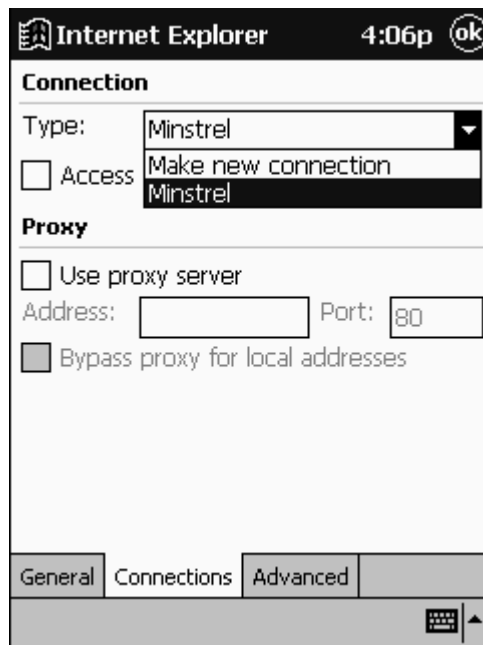 Internet Explorer 4:06p ok
Connection
Type: Minstrel
Make new connection
Access
Minstrel
Proxy
Use proxy server
Address: Port: 80
Bypass proxy for local addresses
General Connections Advanced